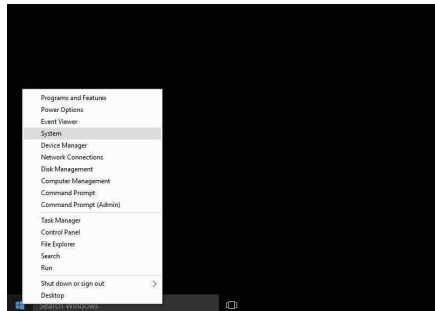 Programs and Features
Power Options
Event Viewer
System
Device Manager
Network Connections
Disk Management
Computer Management
Command Prompt
Command Prompt (Admin)
Task Manager
Control Panel
File Explorer
Search
Run
Shut down or sign out
Desktop
Search Windows